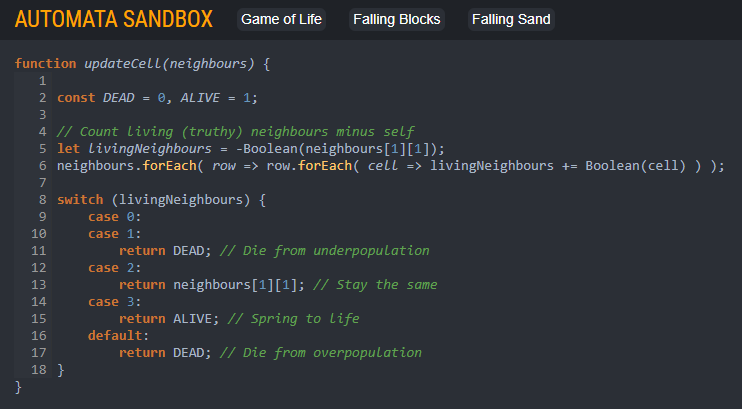 AUTOMATA SANDBOX Game of Life Falling Blocks Falling Sand
function updateCell(neighbours) {
1
2 const DEAD = 0, ALIVE = 1;
3
4 // Count living (truthy) neighbours minus self
5 let livingNeighbours = -Boolean(neighbours[1][1]);
6 neighbours.forEach( row => row.forEach( cell => livingNeighbours += Boolean(cell) ) );
7
8 switch (livingNeighbours) {
9     case 0:
10     case 1:
11         return DEAD; // Die from underpopulation
12     case 2:
13         return neighbours[1][1]; // Stay the same
14     case 3:
15         return ALIVE; // Spring to life
16     default:
17         return DEAD; // Die from overpopulation
18 }
}